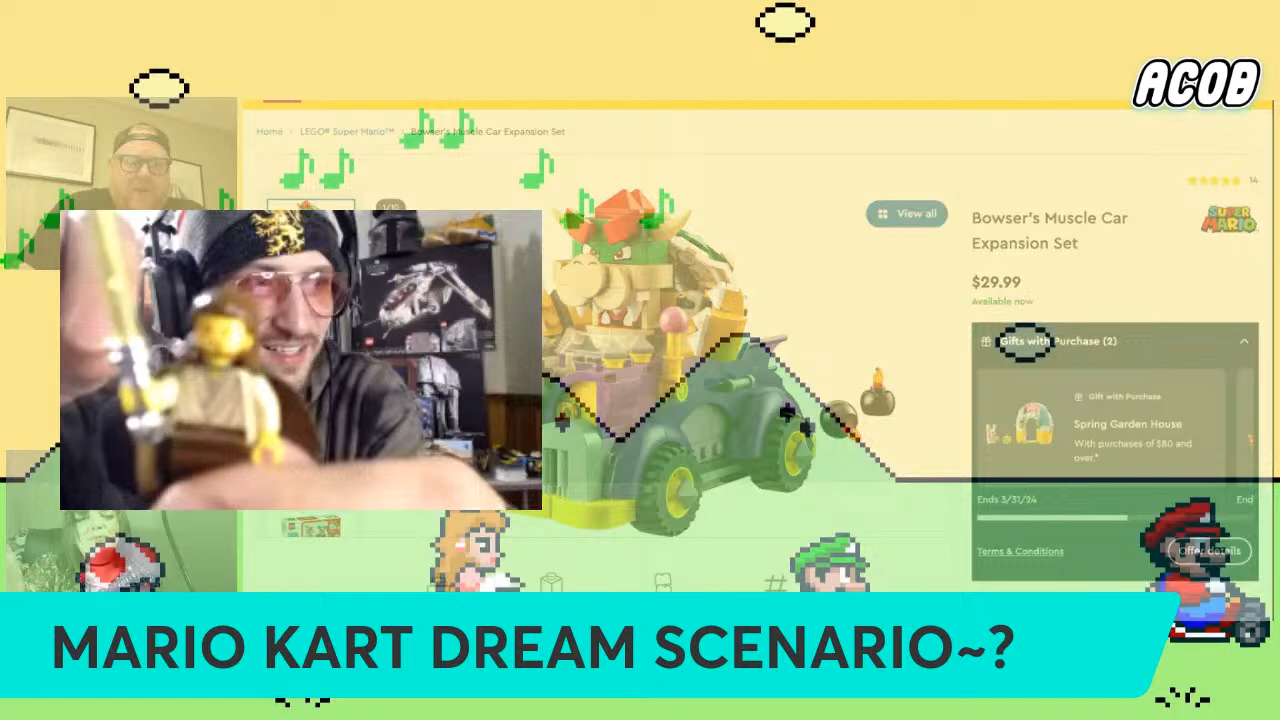 ACOB
Home / LEGO® Super Mario™ / Bowser's Muscle Car Expansion Set
1/10
View all
14
Bowser's Muscle Car
Expansion Set
SUPER
MARIO
$29.99
Available now
Gifts with Purchase (2)
Gift with Purchase
Spring Garden House
With purchases of $80 and
over.*
Ends 3/31/24
End
Terms & Conditions
Offer details
MARIO KART DREAM SCENARIO~?